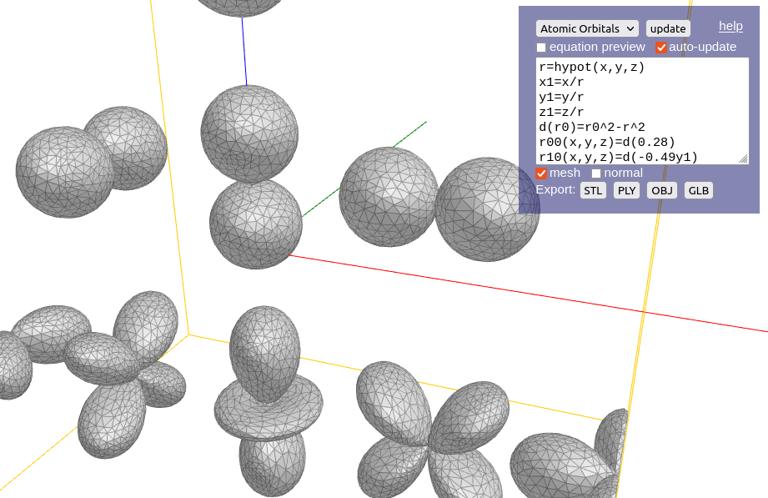 Atomic Orbitals update help
equation preview auto-update
r=hypot(x,y,z)
x1=x/r
y1=y/r
z1=z/r
d(r0)=r0^2-r^2
r00(x,y,z)=d(0.28)
r10(x,y,z)=d(-0.49y1)
mesh normal
Export: STL PLY OBJ GLB